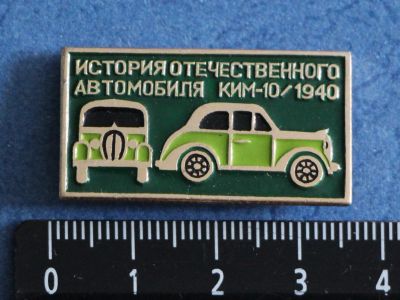 ИСТОРИЯ ОТЕЧЕСТВЕННОГО
АВТОМОБИЛЯ КИМ-10/1940
0 1 2 3 4